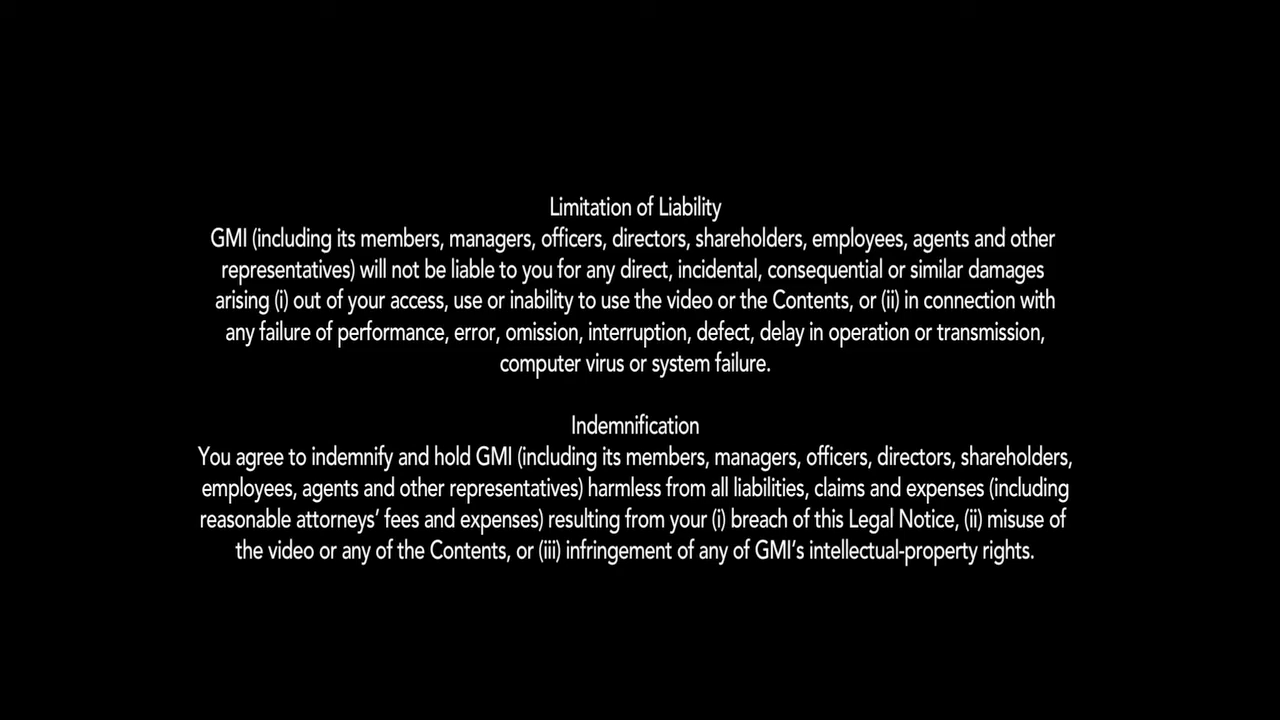 Limitation of Liability
GMI (including its members, managers, officers, directors, shareholders, employees, agents and other
representatives) will not be liable to you for any direct, incidental, consequential or similar damages
arising (i) out of your access, use or inability to use the video or the Contents, or (ii) in connection with
any failure of performance, error, omission, interruption, defect, delay in operation or transmission,
computer virus or system failure.
Indemnification
You agree to indemnify and hold GMI (including its members, managers, officers, directors, shareholders,
employees, agents and other representatives) harmless from all liabilities, claims and expenses (including
reasonable attorneys’ fees and expenses) resulting from your (i) breach of this Legal Notice, (ii) misuse of
the video or any of the Contents, or (iii) infringement of any of GMI’s intellectual-property rights.